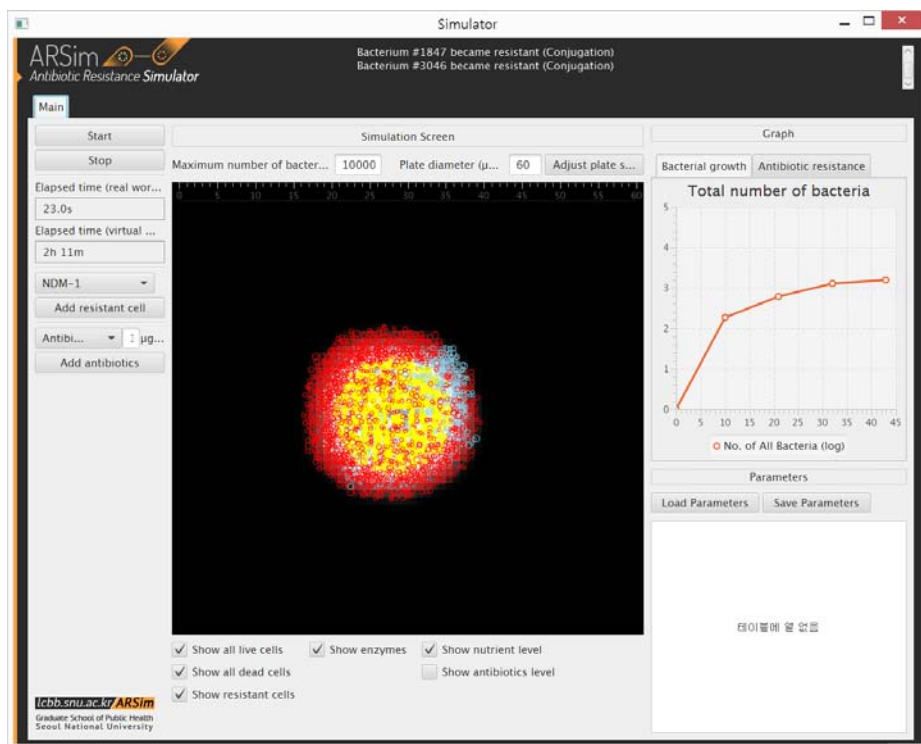 Simulator
ARSim
Antibiotic Resistance Simulator
Bacterium #1847 became resistant (Conjugation)
Bacterium #3046 became resistant (Conjugation)
Main
Start
Stop
Elapsed time (real wor...
23.0s
Elapsed time (virtual ...
2h 11m
NDM-1
Add resistant cell
Antibi... 1 µg...
Add antibiotics
Simulation Screen
Maximum number of bacter... 10000 Plate diameter (µ... 60 Adjust plate s...
0 5 10 15 20 25 30 35 40 45 50 55 60
Show all live cells Show enzymes Show nutrient level
Show all dead cells Show antibiotics level
Show resistant cells
Graph
Bacterial growth Antibiotic resistance
Total number of bacteria
5
4
3
2
1
0
0 5 10 15 20 25 30 35 40 45
No. of All Bacteria (log)
Parameters
Load Parameters Save Parameters
테이블에 열 없음
lcbb.snu.ac.kr/ARSim
Graduate School of Public Health
Seoul National University